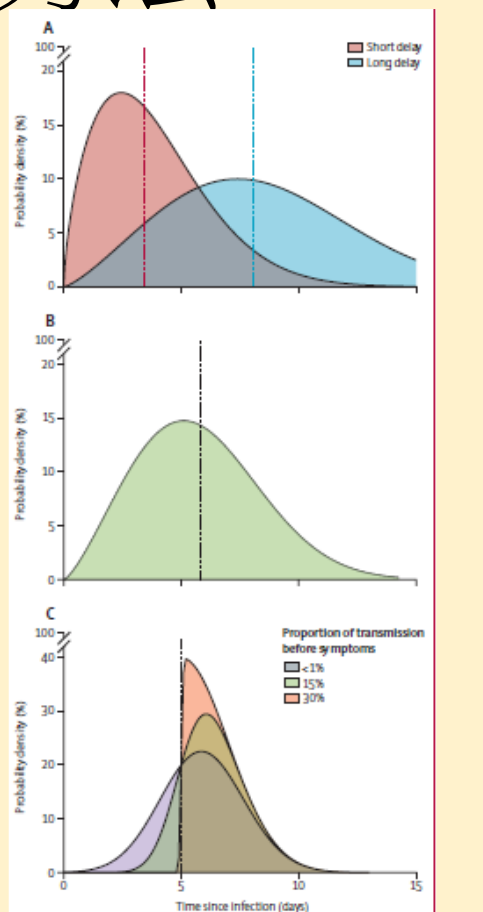 A
100
20
15
10
5
0
Probability density (%)
Short delay
Long delay
B
100
20
15
10
5
0
Probability density (%)
C
100
40
30
20
10
0
Probability density (%)
Proportion of transmission
before symptoms
<1%
15%
30%
0 5 10 15
Time since infection (days)